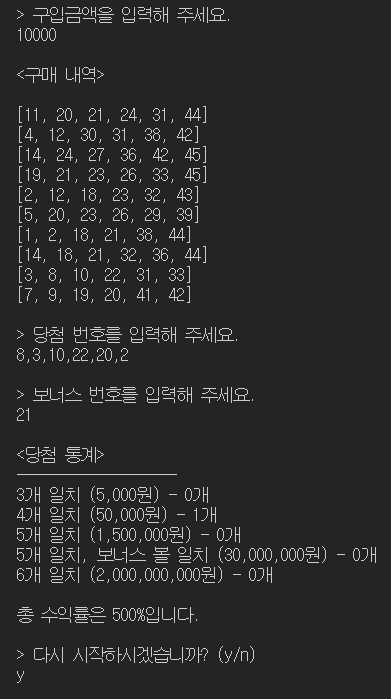 > 구입금액을 입력해 주세요.
10000
<구매 내역>
[11, 20, 21, 24, 31, 44]
[4, 12, 30, 31, 38, 42]
[14, 24, 27, 36, 42, 45]
[19, 21, 23, 26, 33, 45]
[2, 12, 18, 23, 32, 43]
[5, 20, 23, 26, 29, 39]
[1, 2, 18, 21, 38, 44]
[14, 18, 21, 32, 36, 44]
[3, 8, 10, 22, 31, 33]
[7, 9, 19, 20, 41, 42]
> 당첨 번호를 입력해 주세요.
8,3,10,22,20,2
> 보너스 번호를 입력해 주세요.
21
<당첨 통계>
3개 일치 (5,000원) - 0개
4개 일치 (50,000원) - 1개
5개 일치 (1,500,000원) - 0개
5개 일치, 보너스 볼 일치 (30,000,000원) - 0개
6개 일치 (2,000,000,000원) - 0개
총 수익률은 500%입니다.
> 다시 시작하시겠습니까? (y/n)
y